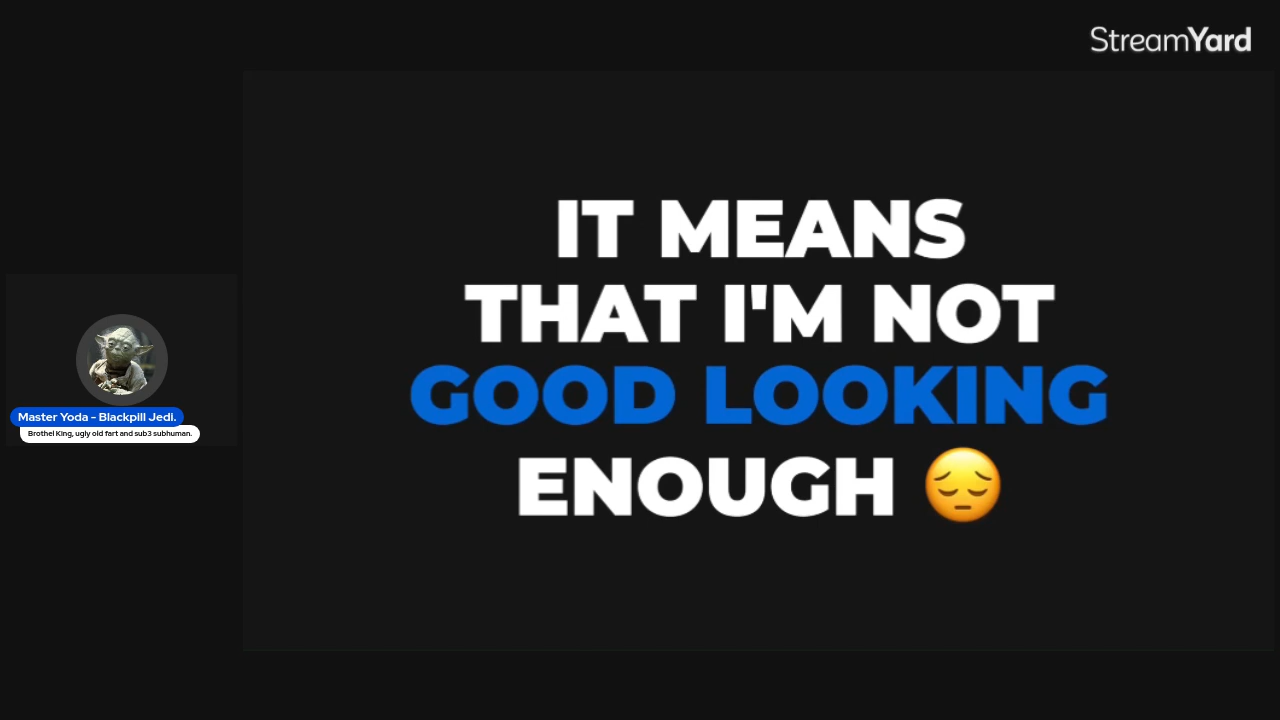 StreamYard
IT MEANS
THAT I'M NOT
GOOD LOOKING
ENOUGH 😔
Master Yoda - Blackpill Jedi.
Brothel King, ugly old fart and sub3 subhuman.